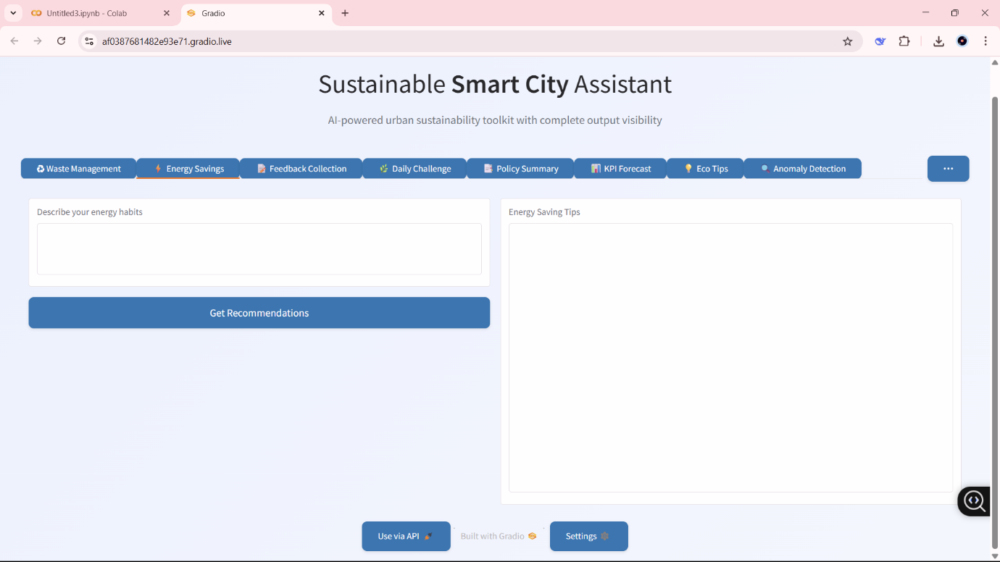 Untitled3.ipynb - Colab
Gradio
af0387681482e93e71.gradio.live
Sustainable Smart City Assistant
AI-powered urban sustainability toolkit with complete output visibility
Waste Management
Energy Savings
Feedback Collection
Daily Challenge
Policy Summary
KPI Forecast
Eco Tips
Anomaly Detection
Describe your energy habits
Energy Saving Tips
Get Recommendations
Use via API
Built with Gradio
Settings